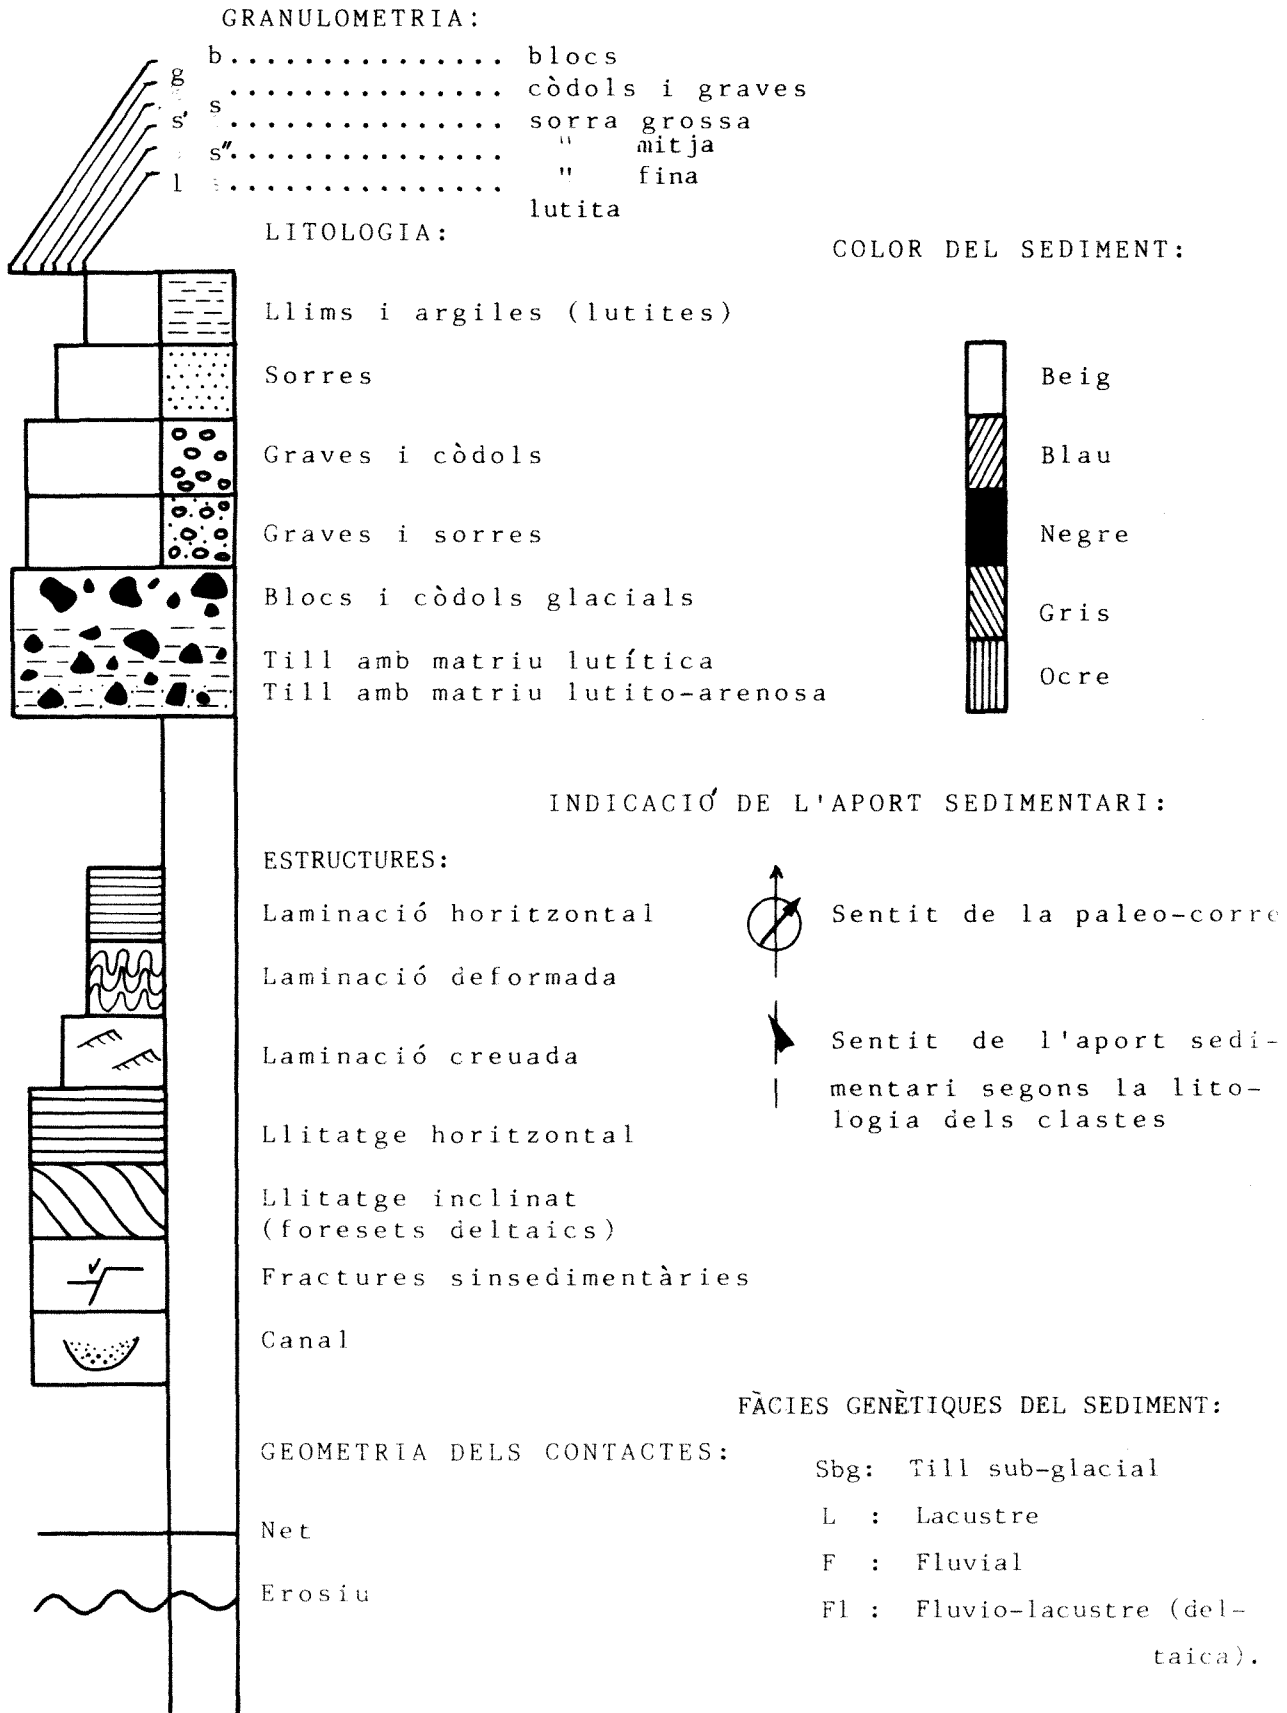 GRANULOMETRIA:
b............... blocs
g ............... còdols i graves
s ............... sorra grossa
s' ............... " mitja
s''............... " fina
l lutita
LITOLOGIA:
Llims i argiles (lutites)
Sorres
Graves i còdols
Graves i sorres
Blocs i còdols glacials
Till amb matriu lutítica
Till amb matriu lutito-arenosa
COLOR DEL SEDIMENT:
Beig
Blau
Negre
Gris
Ocre
INDICACIÓ DE L'APORT SEDIMENTARI:
Sentit de la paleo-corre
Sentit de l'aport sedi-
mentari segons la lito-
logia dels clastes
ESTRUCTURES:
Laminació horitzontal
Laminació deformada
Laminació creuada
Llitatge horitzontal
Llitatge inclinat
(foresets deltaics)
Fractures sinsedimentàries
Canal
GEOMETRIA DELS CONTACTES:
Net
Erosiu
FÀCIES GENÈTIQUES DEL SEDIMENT:
Sbg: Till sub-glacial
L : Lacustre
F : Fluvial
Fl : Fluvio-lacustre (del-
taica).